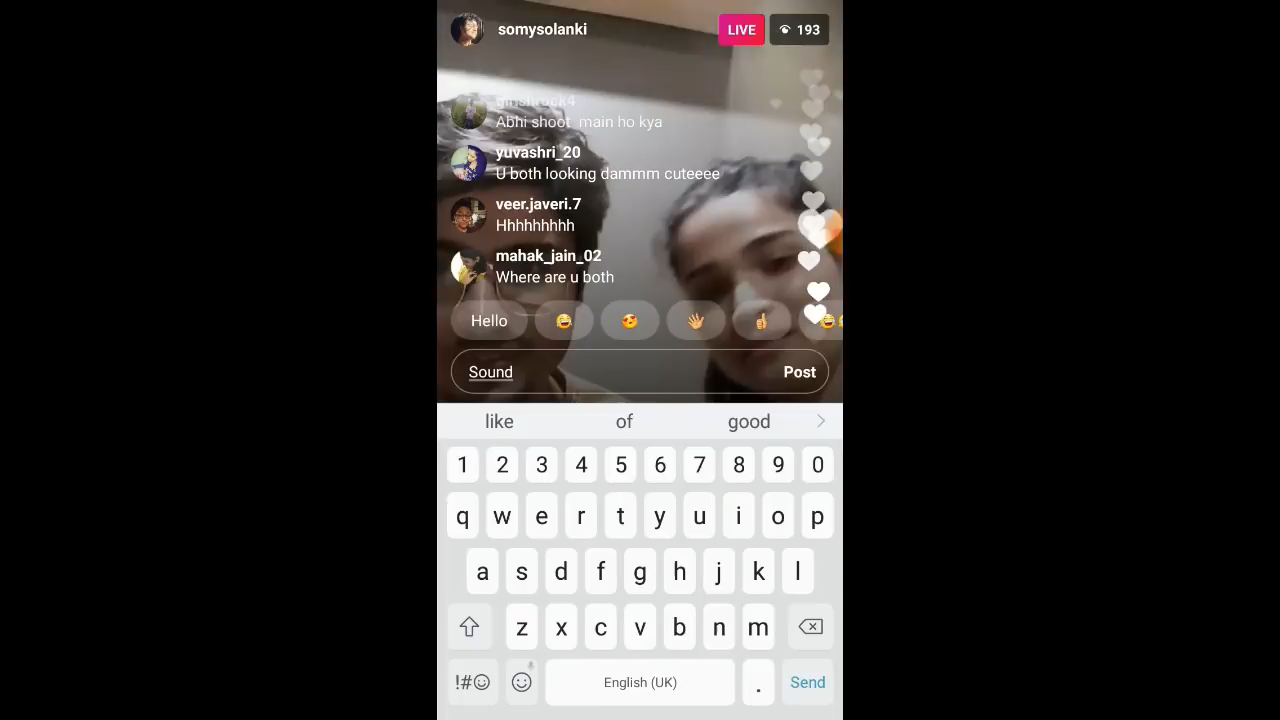 somysolanki
LIVE
193
girishrock4
Abhi shoot main ho kya
yuvashri_20
U both looking dammm cuteeee
veer.javeri.7
Hhhhhhhhh
mahak_jain_02
Where are u both
Hello
Sound
Post
like of good
1 2 3 4 5 6 7 8 9 0
q w e r t y u i o p
a s d f g h j k l
z x c v b n m
!#☺ English (UK) . Send